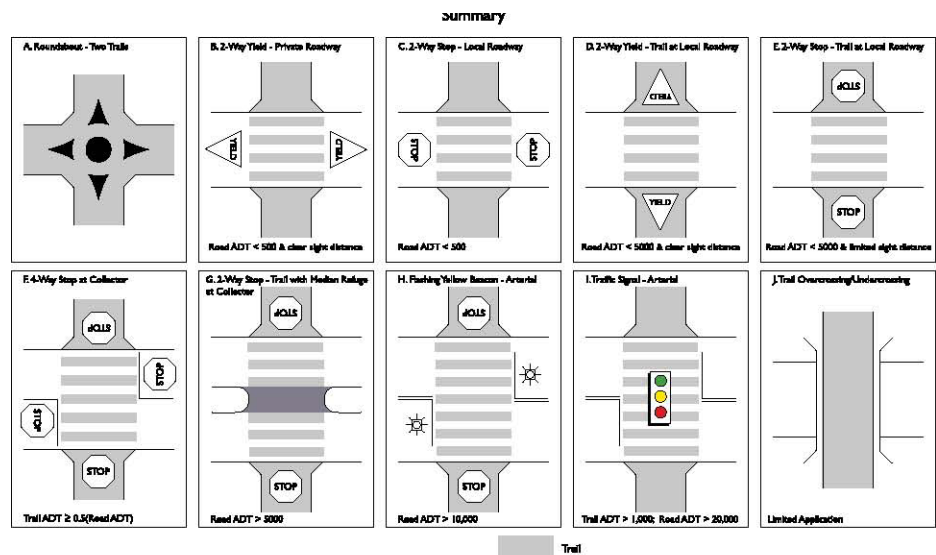 Summary
A. Roundabout - Two Trails
B. 2-Way Yield - Private Roadway
YIELD
YIELD
Road ADT < 500 & clear sight distance
C. 2-Way Stop - Local Roadway
STOP
STOP
Road ADT < 500
D. 2-Way Yield - Trail at Local Roadway
YIELD
YIELD
Road ADT < 5000 & clear sight distance
E. 2-Way Stop - Trail at Local Roadway
STOP
STOP
Road ADT < 5000 & limited sight distance
F. 4-Way Stop at Collector
STOP
STOP
STOP
STOP
Trail ADT ≥ 0.5(Road ADT)
G. 2-Way Stop - Trail with Median Refuge
at Collector
STOP
STOP
Road ADT > 5000
H. Flashing Yellow Beacon - Arterial
STOP
STOP
Road ADT > 10,000
I. Traffic Signal - Arterial
Trail ADT > 1,000; Road ADT > 20,000
J. Trail Overcrossing/Undercrossing
Limited Application
Trail